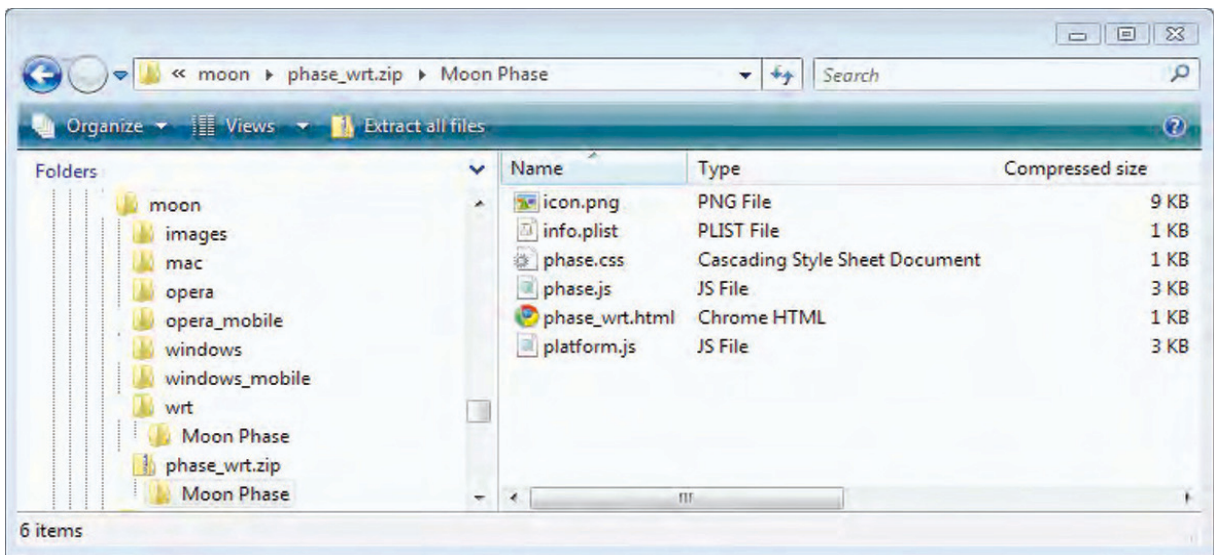 « moon ▸ phase_wrt.zip ▸ Moon Phase Search
Organize Views Extract all files
Folders
moon
images
mac
opera
opera_mobile
windows
windows_mobile
wrt
Moon Phase
phase_wrt.zip
Moon Phase
Name Type Compressed size
icon.png PNG File 9 KB
info.plist PLIST File 1 KB
phase.css Cascading Style Sheet Document 1 KB
phase.js JS File 3 KB
phase_wrt.html Chrome HTML 1 KB
platform.js JS File 3 KB
6 items